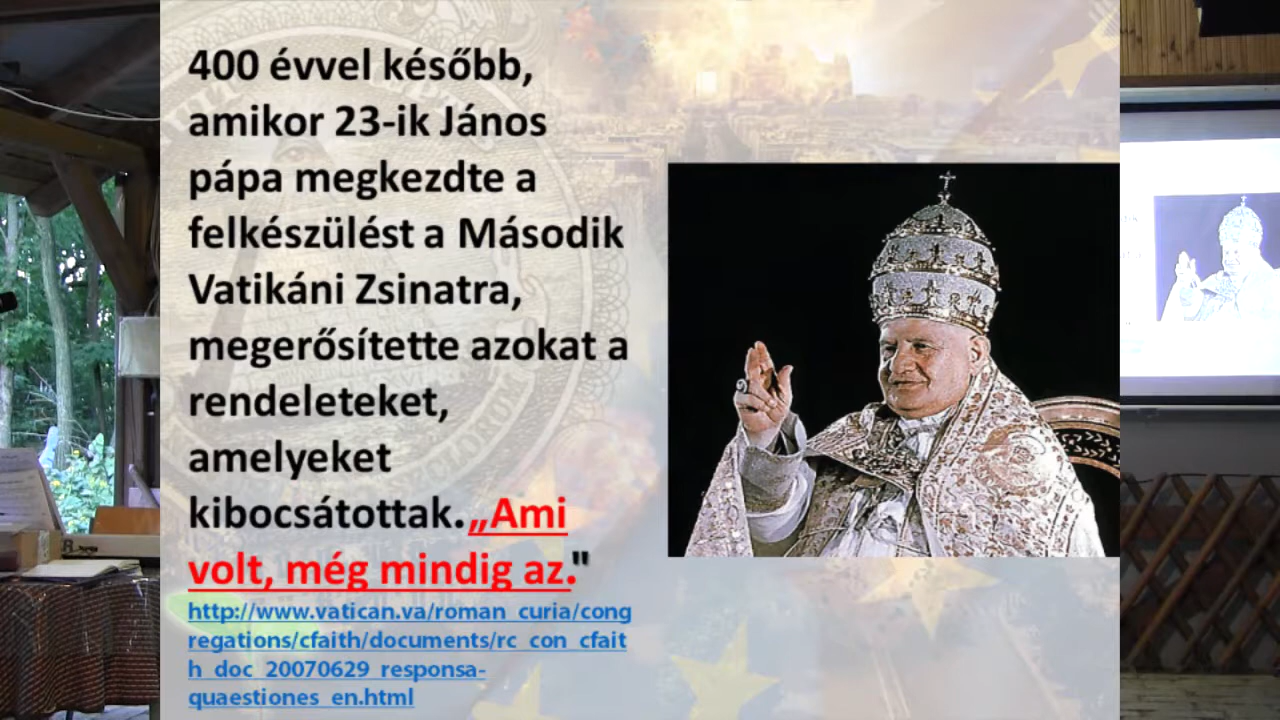 400 évvel később,
amikor 23-ik János
pápa megkezdte a
felkészülést a Második
Vatikáni Zsinatra,
megerősítette azokat a
rendeleteket,
amelyeket
kibocsátottak.„Ami
volt, még mindig az."
http://www.vatican.va/roman_curia/cong
regations/cfaith/documents/rc_con_cfait
h_doc_20070629_responsa-
quaestiones_en.html